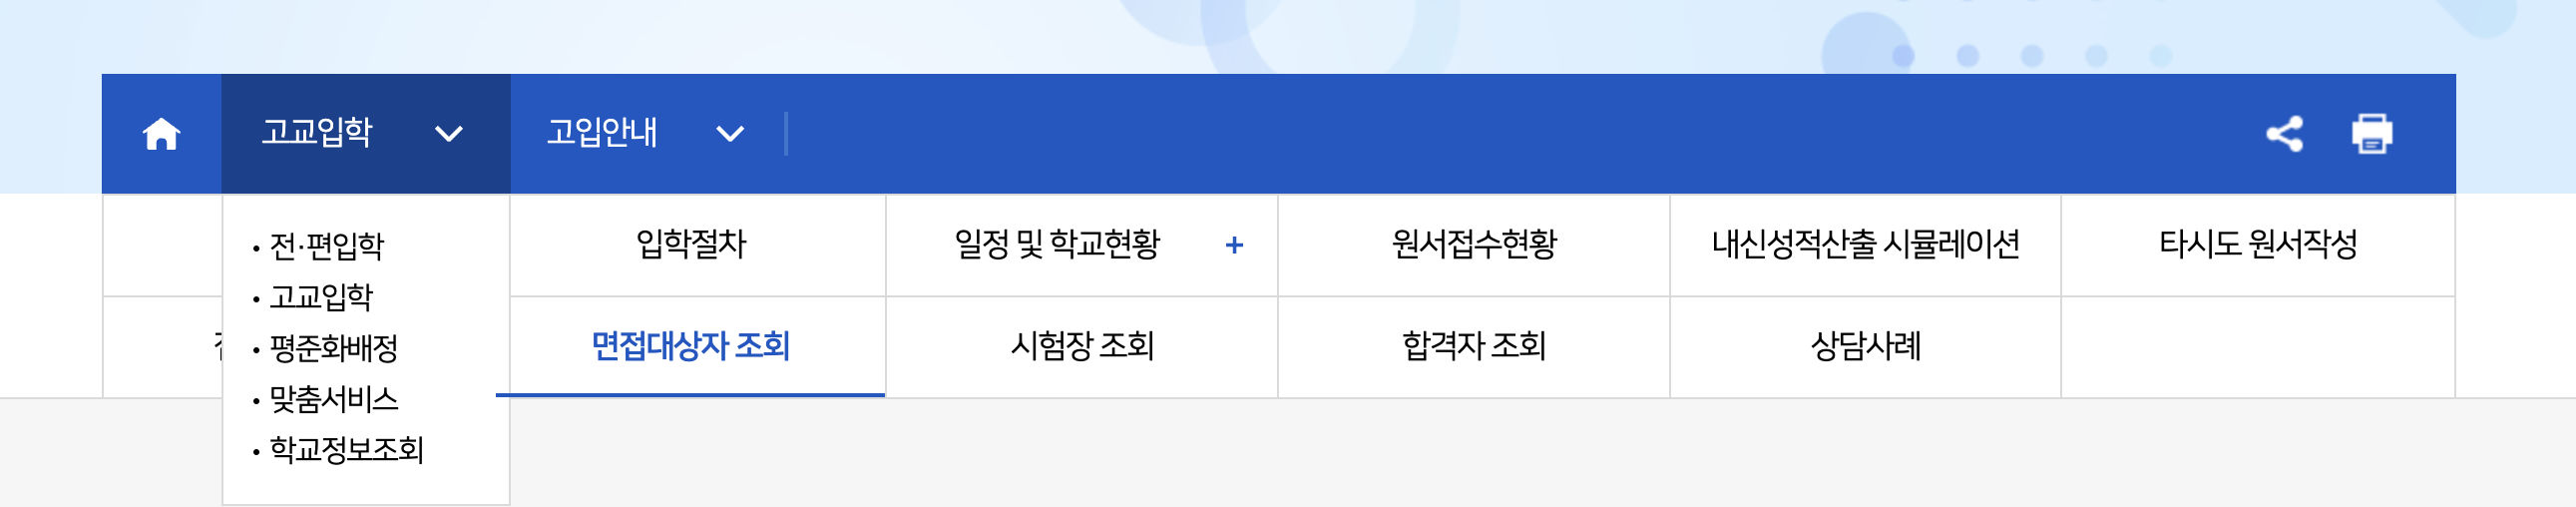 고교입학
고입안내
입학절차
일정 및 학교현황 +
원서접수현황
내신성적산출 시뮬레이션
타시도 원서작성
면접대상자 조회
시험장 조회
합격자 조회
상담사례
• 전·편입학
• 고교입학
• 평준화배정
• 맞춤서비스
• 학교정보조회